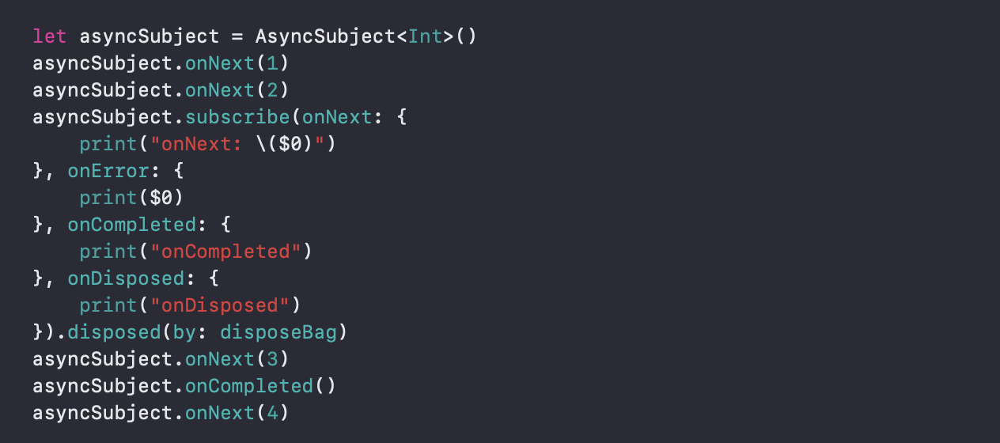 let asyncSubject = AsyncSubject<Int>()
asyncSubject.onNext(1)
asyncSubject.onNext(2)
asyncSubject.subscribe(onNext: {
    print("onNext: \($0)")
}, onError: {
    print($0)
}, onCompleted: {
    print("onCompleted")
}, onDisposed: {
    print("onDisposed")
}).disposed(by: disposeBag)
asyncSubject.onNext(3)
asyncSubject.onCompleted()
asyncSubject.onNext(4)